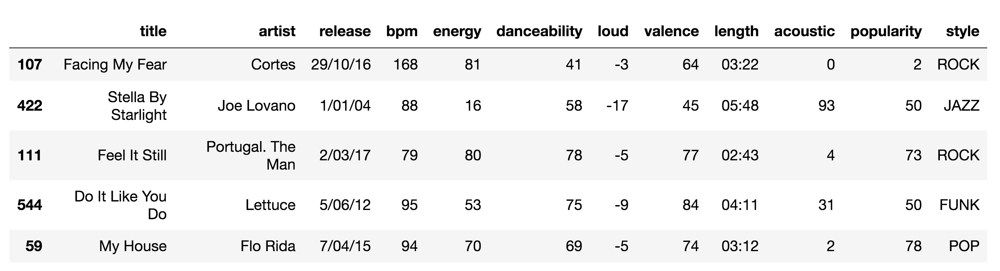 title artist release bpm energy danceability loud valence length acoustic popularity style
107 Facing My Fear Cortes 29/10/16 168 81 41 -3 64 03:22 0 2 ROCK
Stella By
422 Joe Lovano 1/01/04 88 16 58 -17 45 05:48 93 50 JAZZ
Starlight
Portugal. The
111 Feel It Still 2/03/17 79 80 78 -5 77 02:43 4 73 ROCK
Man
Do It Like You
544 Lettuce 5/06/12 95 53 75 -9 84 04:11 31 50 FUNK
Do
59 My House Flo Rida 7/04/15 94 70 69 -5 74 03:12 2 78 POP